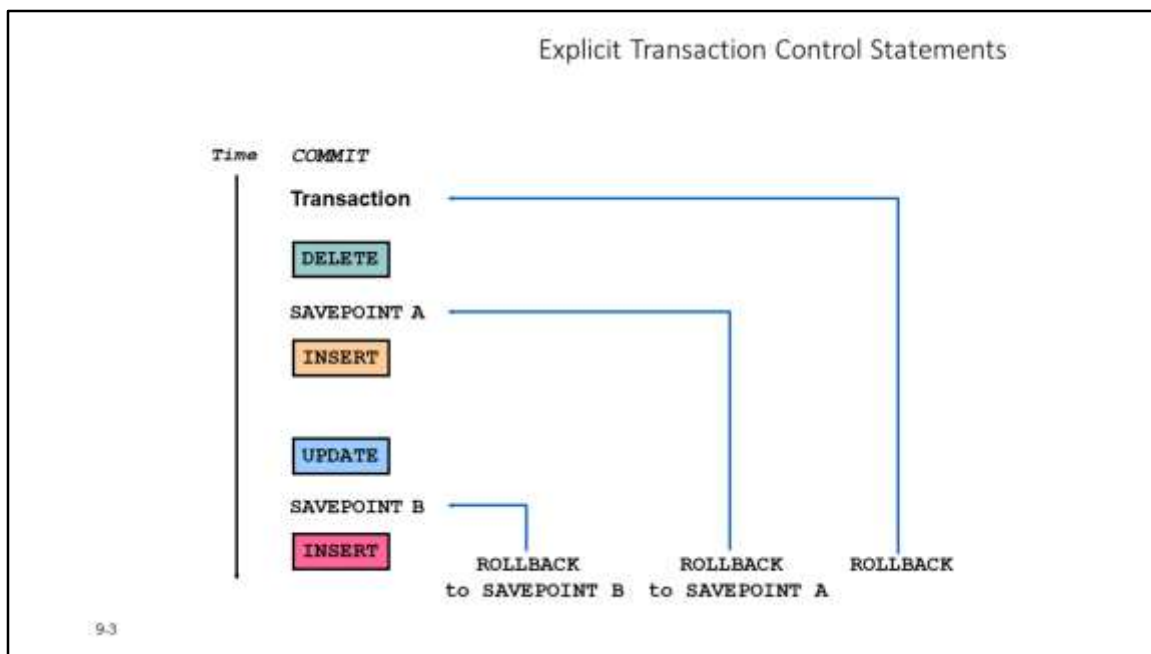 Explicit Transaction Control Statements
Time COMMIT
Transaction
DELETE
SAVEPOINT A
INSERT
UPDATE
SAVEPOINT B
INSERT
ROLLBACK ROLLBACK ROLLBACK
to SAVEPOINT B to SAVEPOINT A
9-3